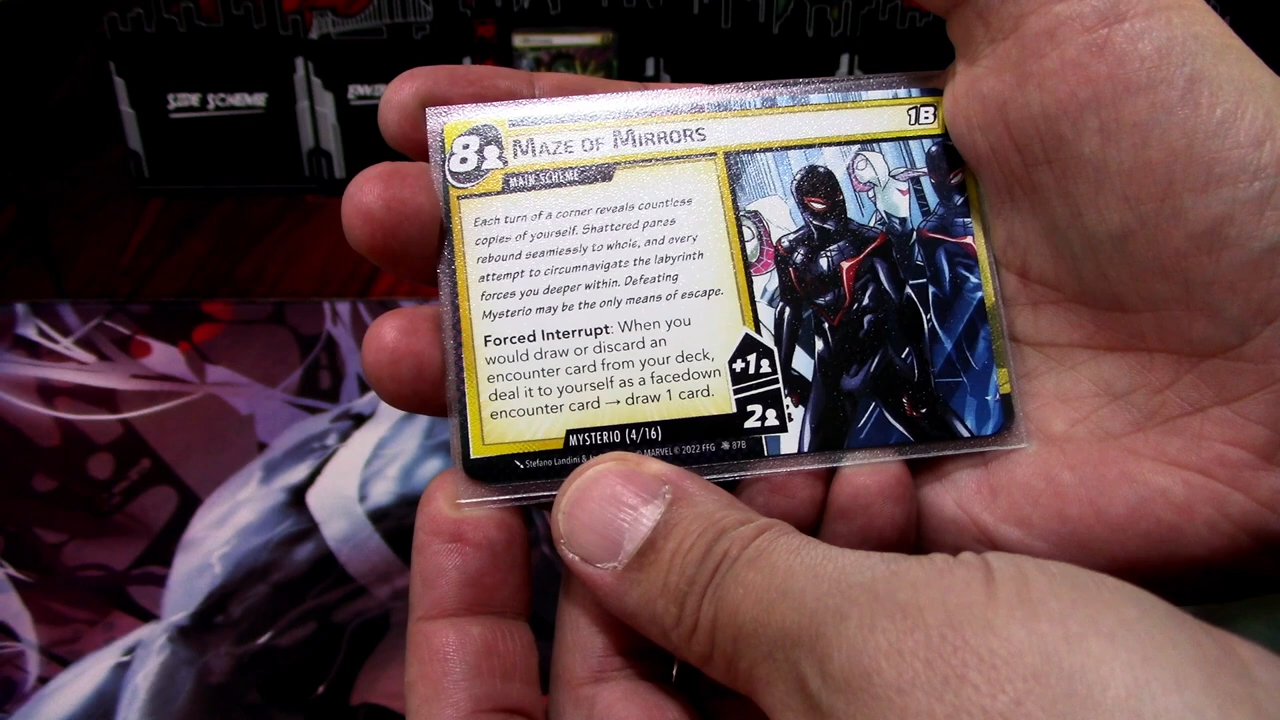 SIDE SCHEME
8
MAZE OF MIRRORS
1B
MAIN SCHEME
Each turn of a corner reveals countless
copies of yourself. Shattered panes
rebound seamlessly to whole, and every
attempt to circumnavigate the labyrinth
forces you deeper within. Defeating
Mysterio may be the only means of escape.
Forced Interrupt: When you
would draw or discard an
encounter card from your deck,
deal it to yourself as a facedown
encounter card → draw 1 card.
+1
2
MYSTERIO (4/16)
Stefano Landini &
© MARVEL © 2022 FFG 87B